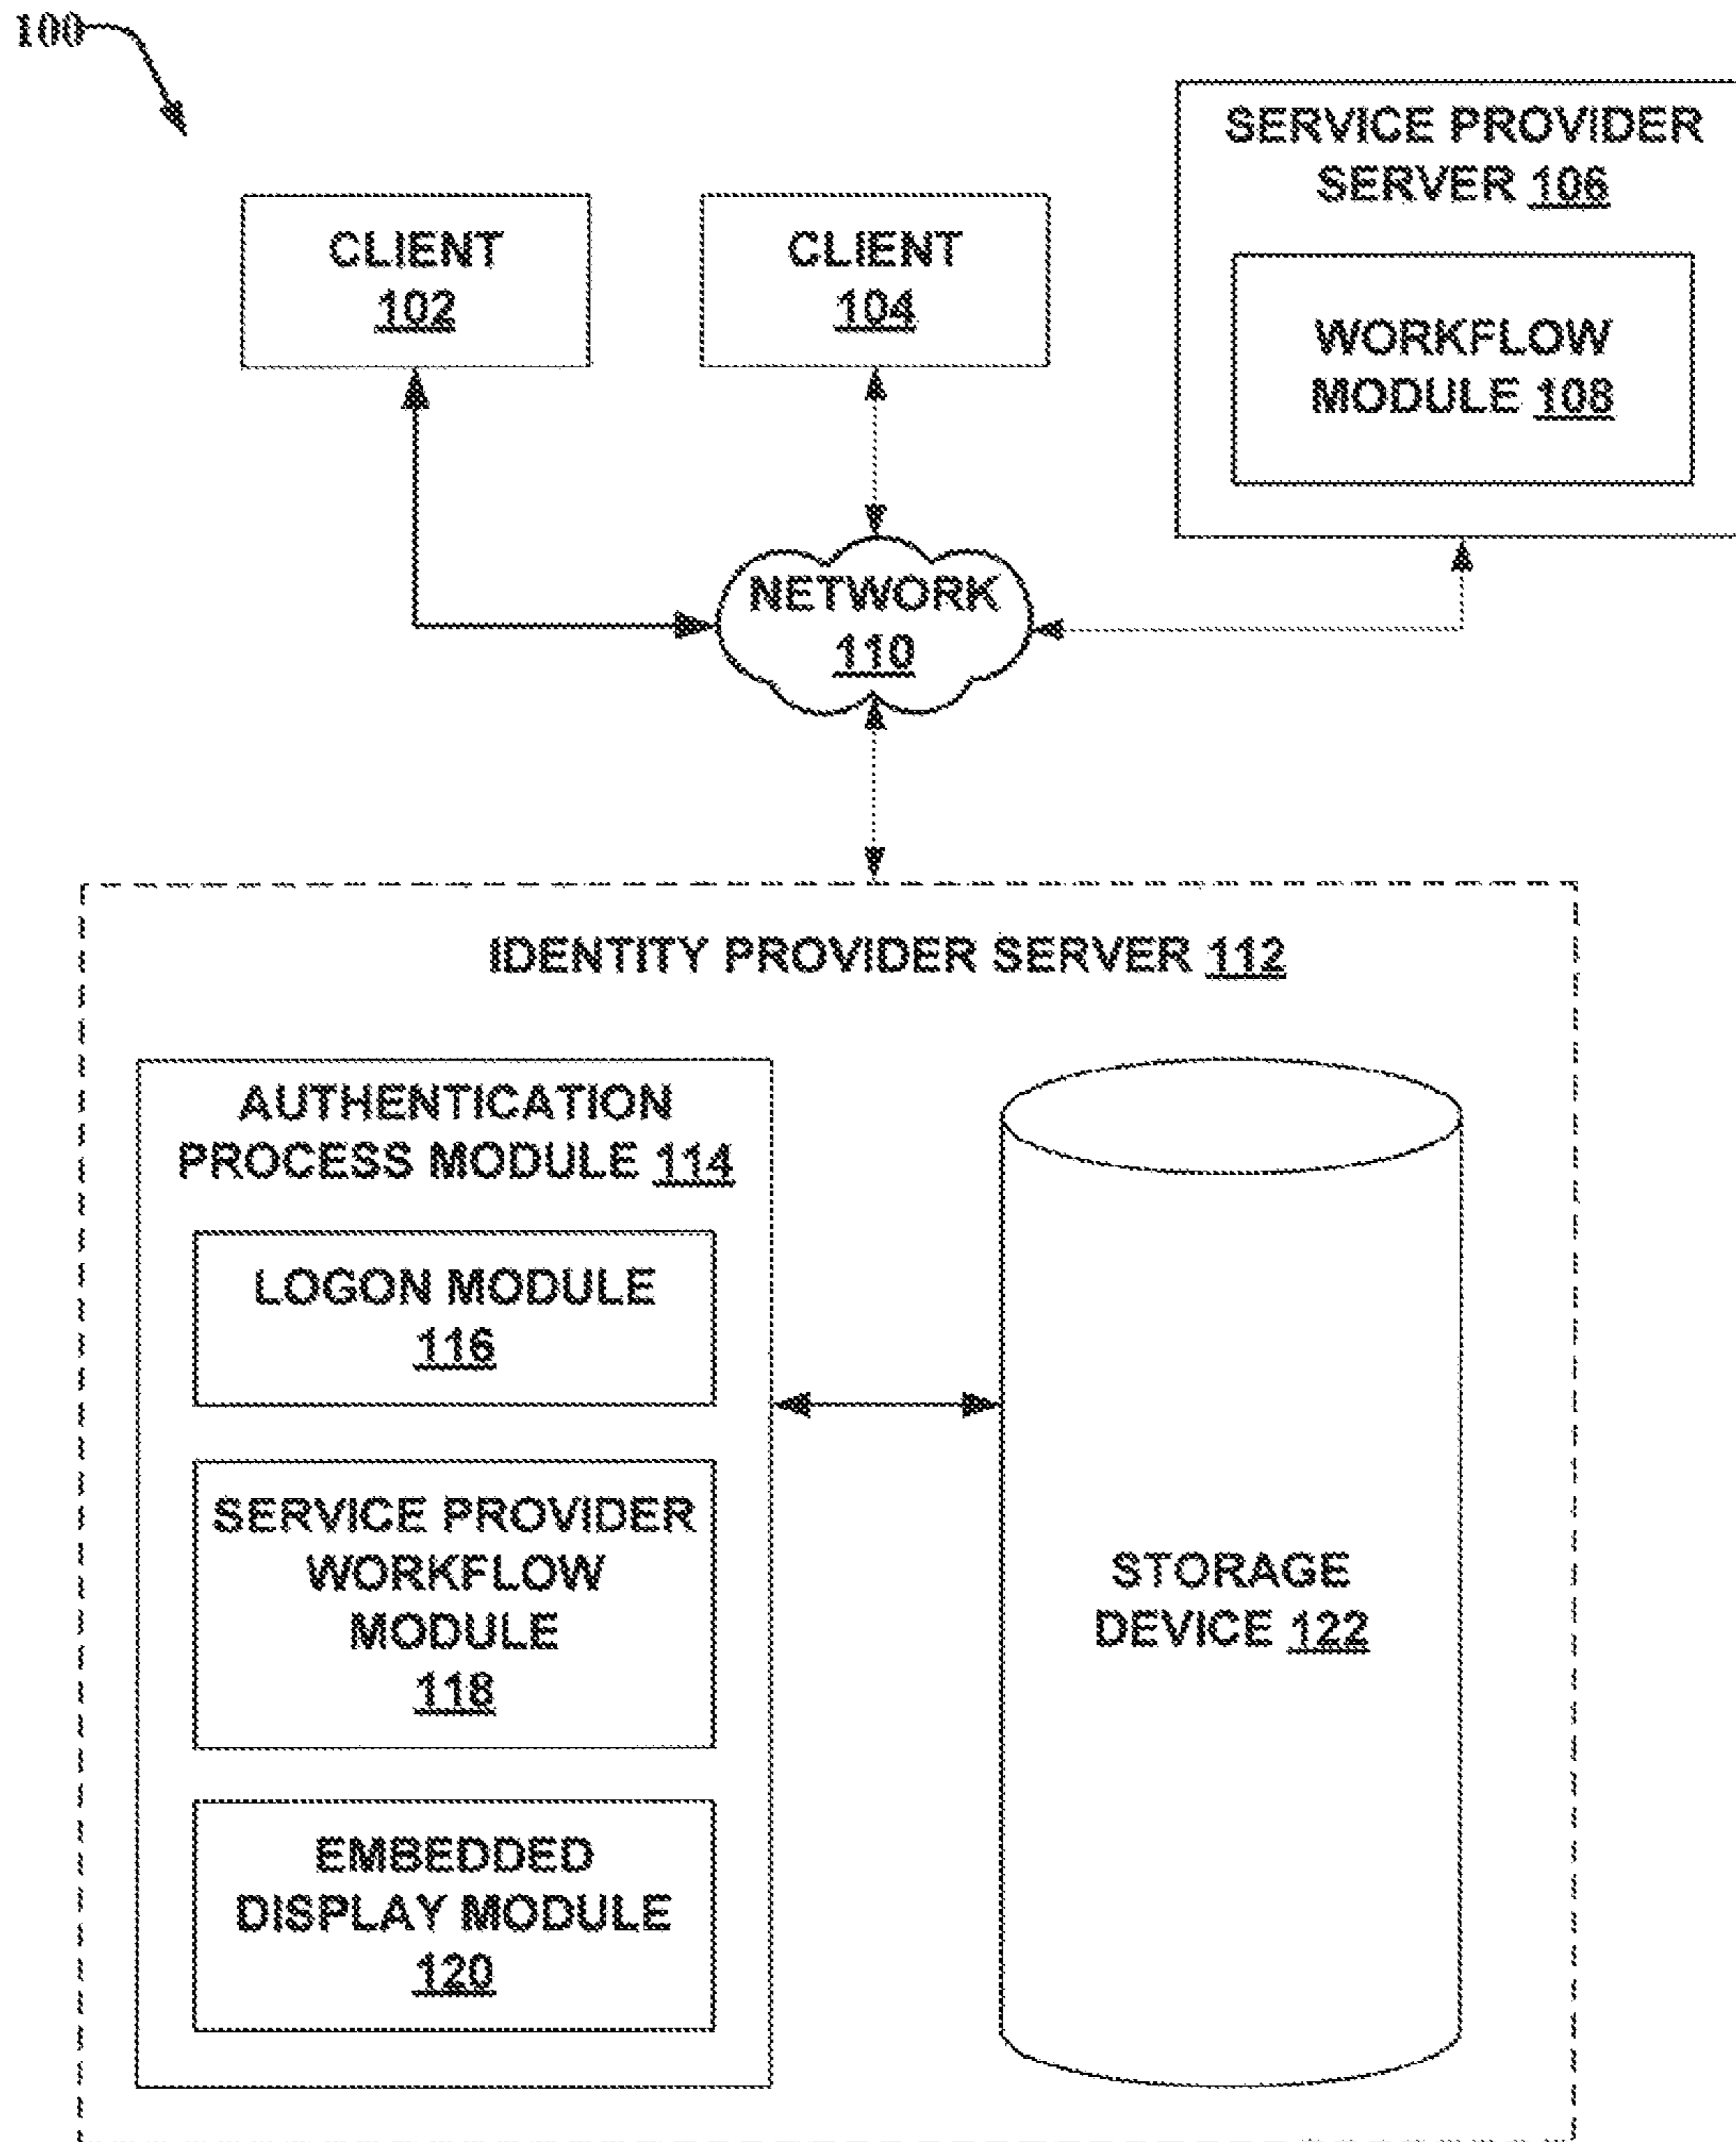 100
SERVICE PROVIDER
SERVER 106
CLIENT
102
CLIENT
104
WORKFLOW
MODULE 108
NETWORK
110
IDENTITY PROVIDER SERVER 112
AUTHENTICATION
PROCESS MODULE 114
LOGON MODULE
116
SERVICE PROVIDER
WORKFLOW
MODULE
118
EMBEDDED
DISPLAY MODULE
120
STORAGE
DEVICE 122